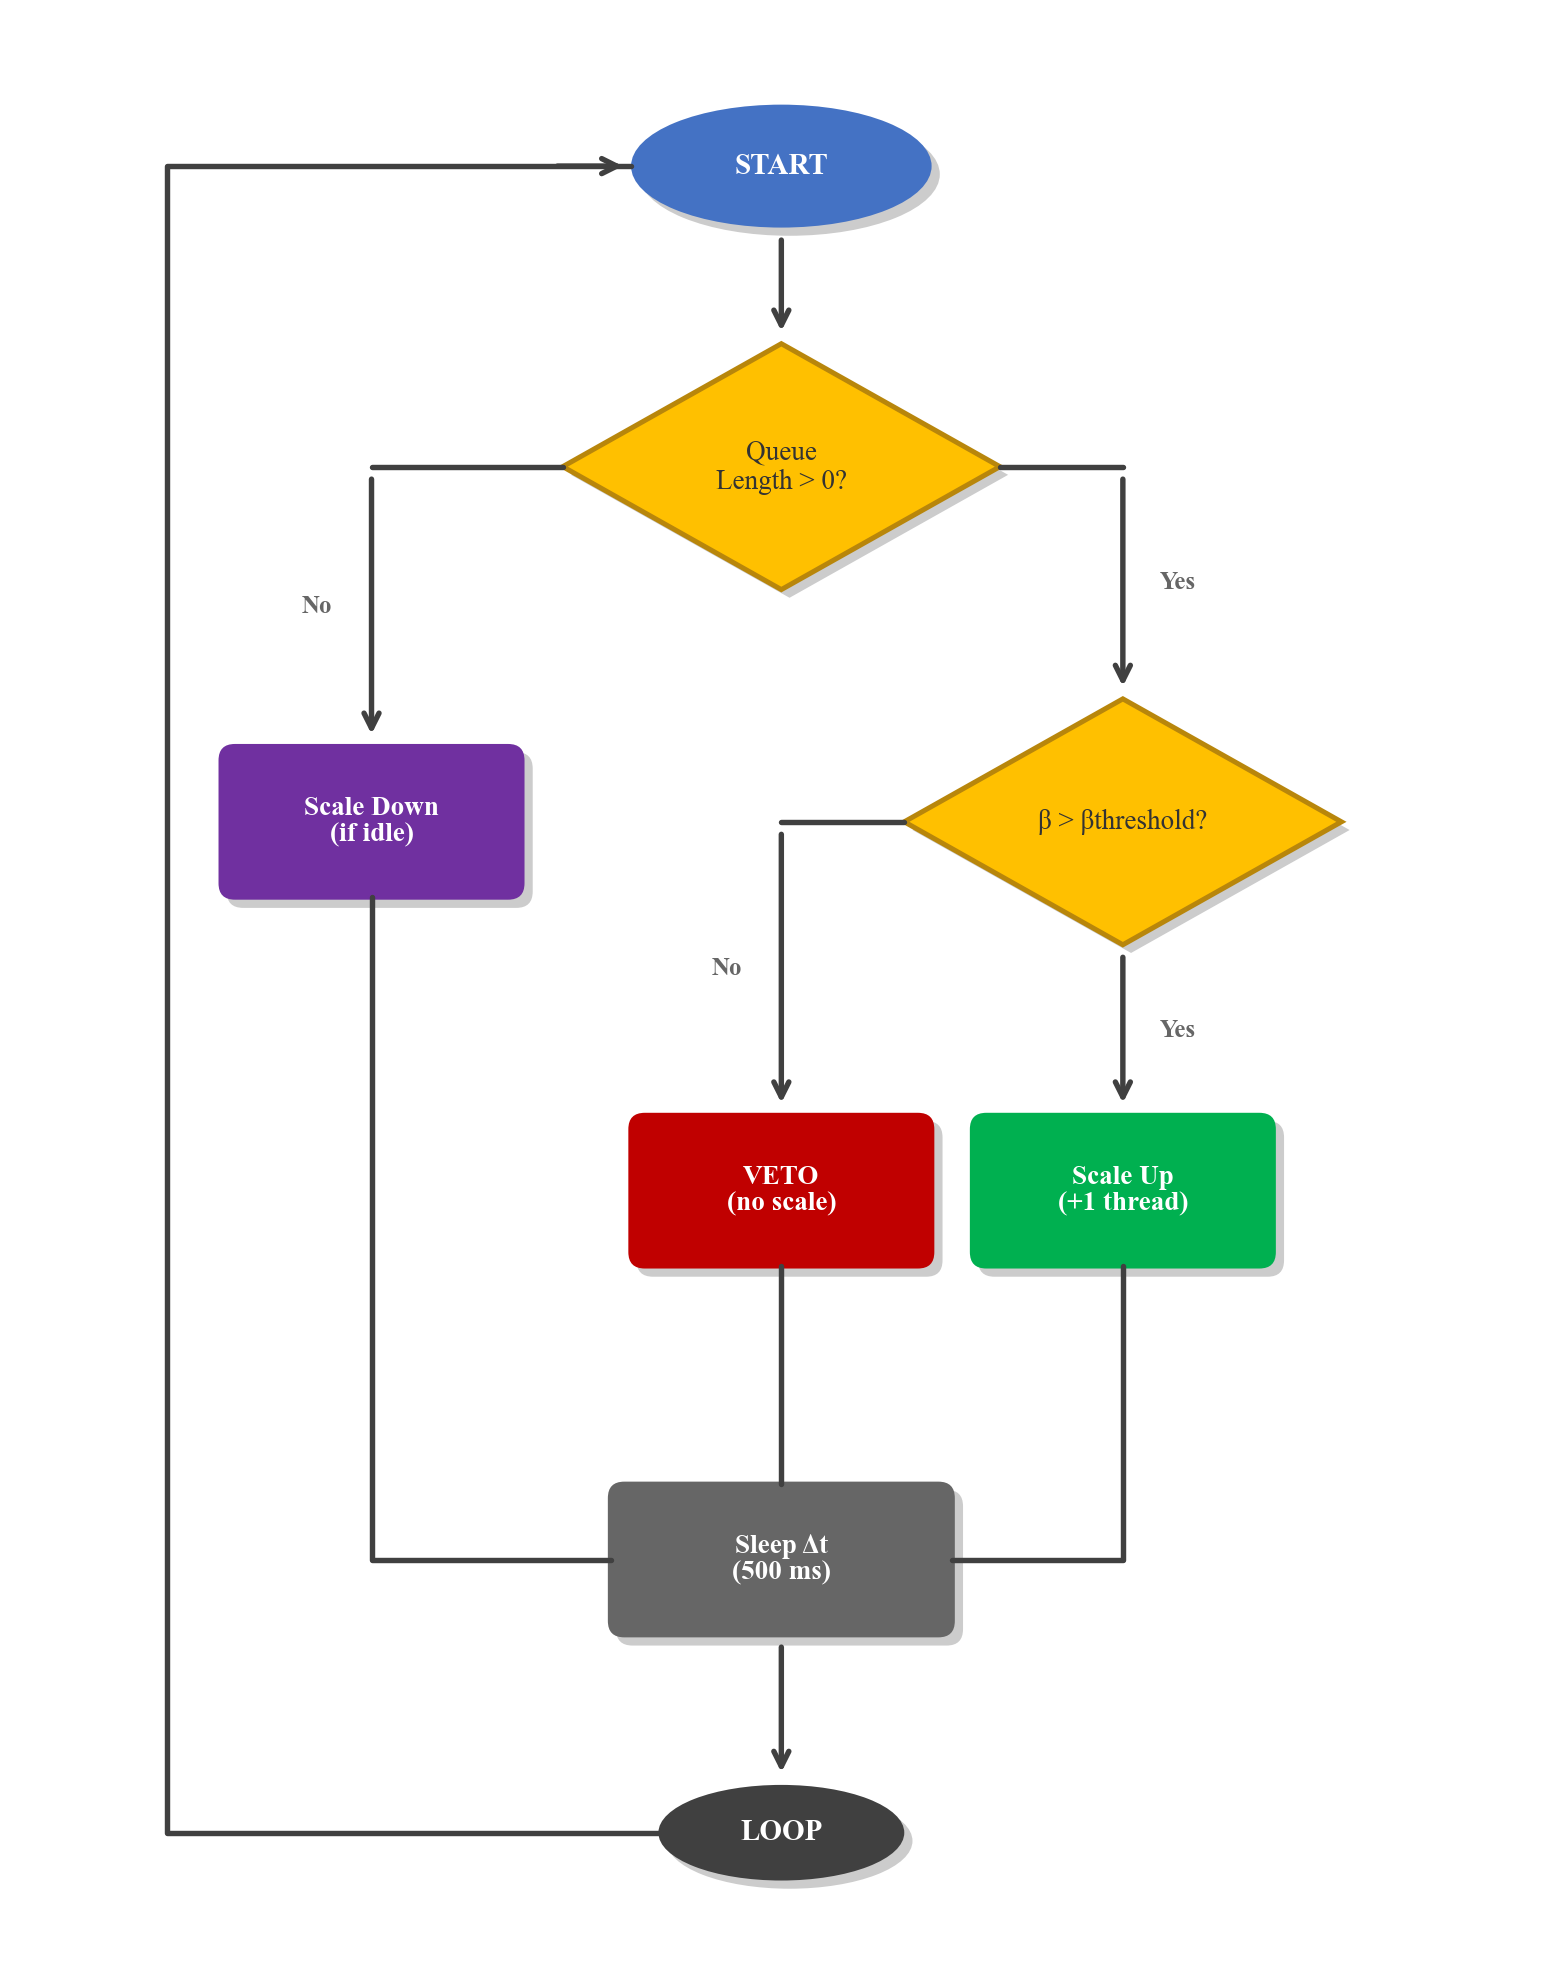 START
Queue
Length > 0?
Yes
No
Scale Down
(if idle)
β > βthreshold?
No
Yes
VETO
(no scale)
Scale Up
(+1 thread)
Sleep Δt
(500 ms)
LOOP